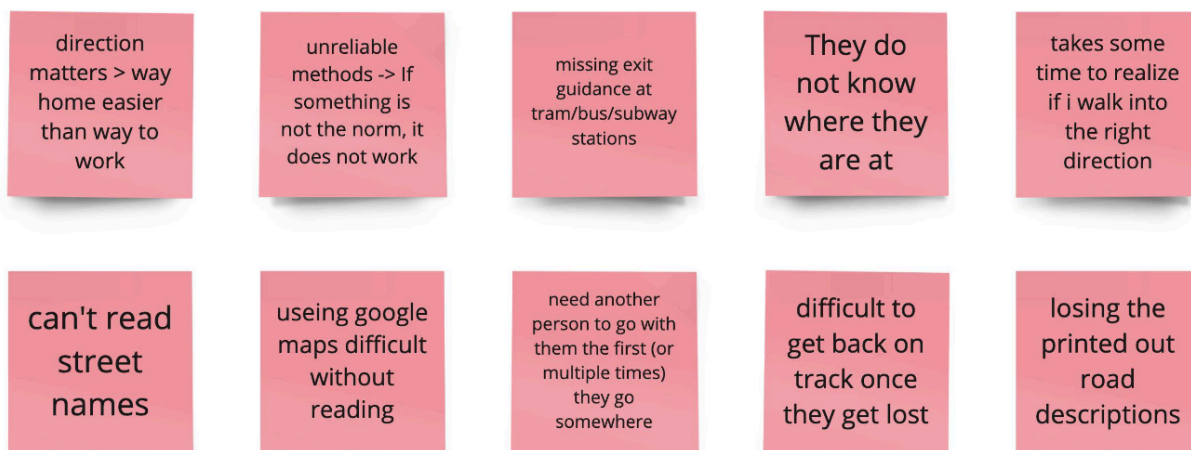 direction
matters > way
home easier
than way to
work
unreliable
methods -> If
something is
not the norm, it
does not work
missing exit
guidance at
tram/bus/subway
stations
They do
not know
where they
are at
takes some
time to realize
if i walk into
the right
direction
can't read
street
names
useing google
maps difficult
without
reading
need another
person to go with
them the first (or
multiple times)
they go
somewhere
difficult to
get back on
track once
they get lost
losing the
printed out
road
descriptions